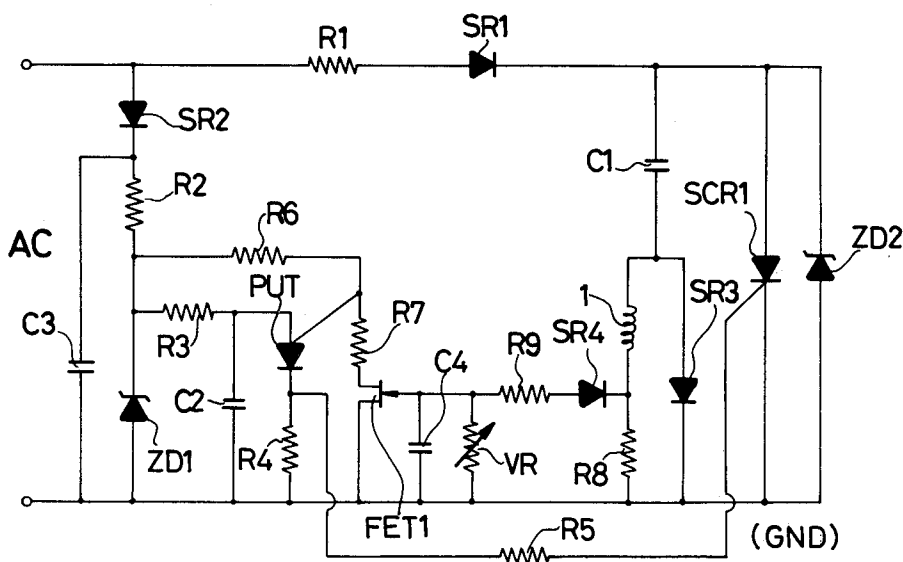 R1
SR1
SR2
R2
C1
SCR1
AC
R6
ZD2
PUT
1
SR3
C3
R3
R7
SR4
C4
R9
C2
ZD1
R4
VR
R8
FET1
R5
(GND)